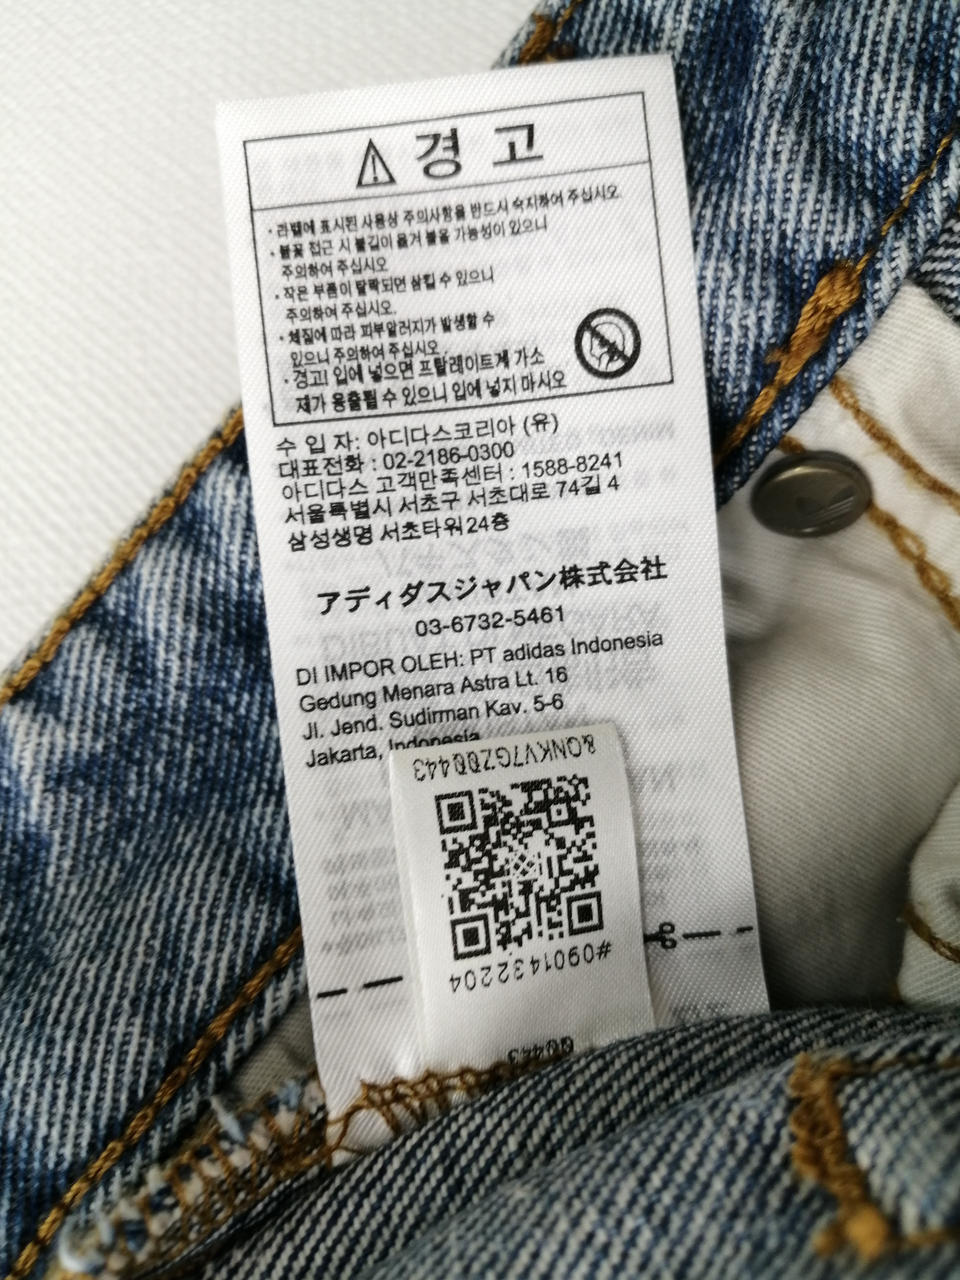 경 고
· 라벨에 표시된 사용상 주의사항을 반드시 숙지하여 주십시오.
· 불꽃 접근 시 불길이 옮겨 붙을 가능성이 있으니
주의하여 주십시오
· 작은 부품이 탈락되면 삼킬 수 있으니
주의하여 주십시오.
· 체질에 따라 피부알러지가 발생할 수
있으니 주의하여 주십시오
· 경고! 입에 넣으면 프탈레이트계 가소
제가 용출될 수 있으니 입에 넣지 마시오
수 입 자: 아디다스코리아 (유)
대표전화 : 02-2186-0300
아디다스 고객만족센터 : 1588-8241
서울특별시 서초구 서초대로 74길 4
삼성생명 서초타워24층
アディダスジャパン株式会社
03-6732-5461
DI IMPOR OLEH: PT adidas Indonesia
Gedung Menara Astra Lt. 16
Jl. Jend. Sudirman Kav. 5-6
Jakarta, Indonesia
&QNKV7GZ00443
#0901432204
00443